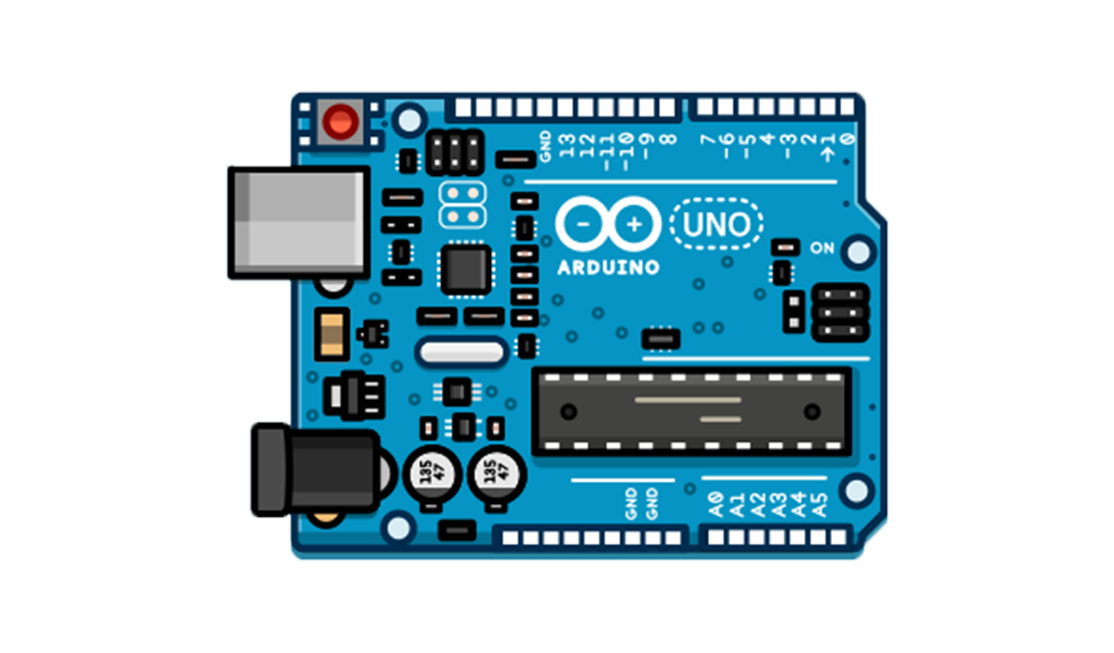 GND 13 12 ~11 ~10 ~9 8 7 ~6 ~5 4 ~3 2 →1 0
UNO
ARDUINO
ON
135 47
135 47
GND GND A0 A1 A2 A3 A4 A5